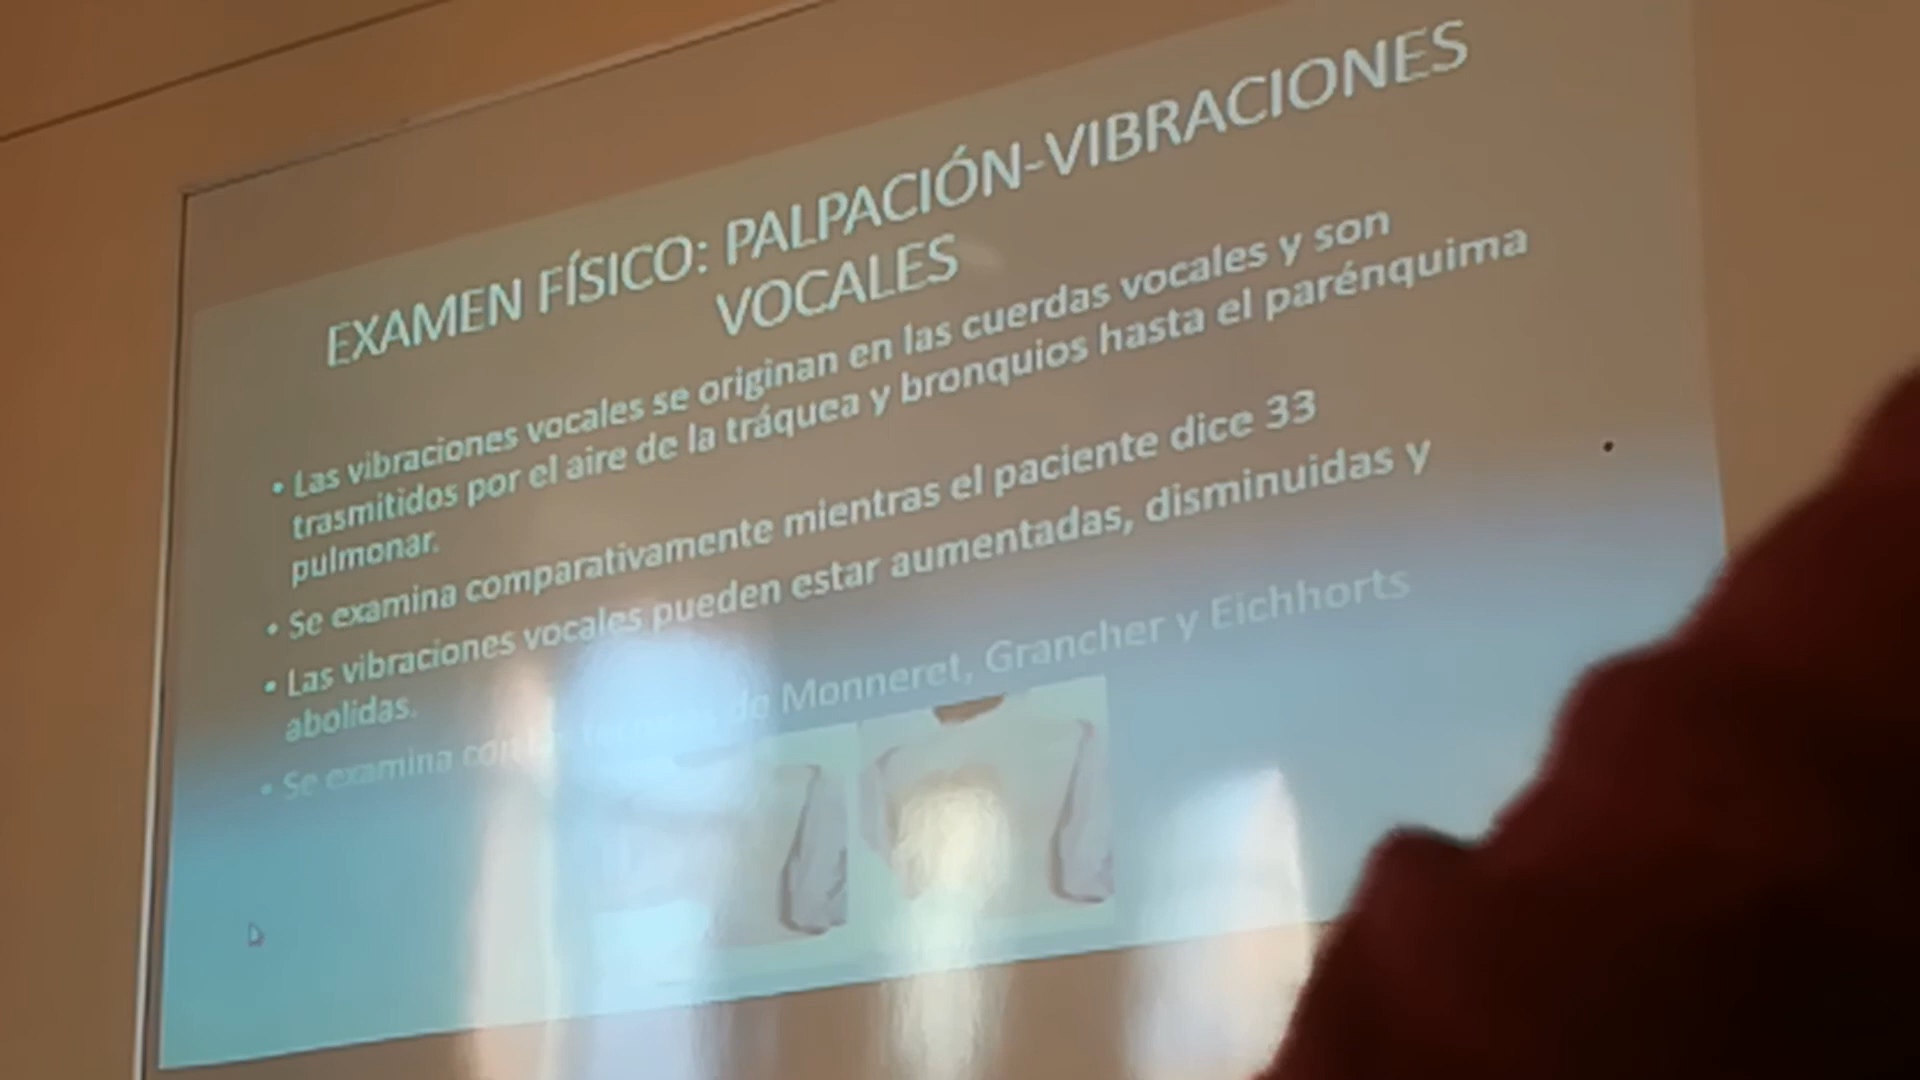 EXAMEN FÍSICO: PALPACIÓN-VIBRACIONES
VOCALES
• Las vibraciones vocales se originan en las cuerdas vocales y son
trasmitidos por el aire de la tráquea y bronquios hasta el parénquima
pulmonar.
• Se examina comparativamente mientras el paciente dice 33
• Las vibraciones vocales pueden estar aumentadas, disminuidas y
abolidas.
• Se examina con de Monneret, Grancher y Eichhorts